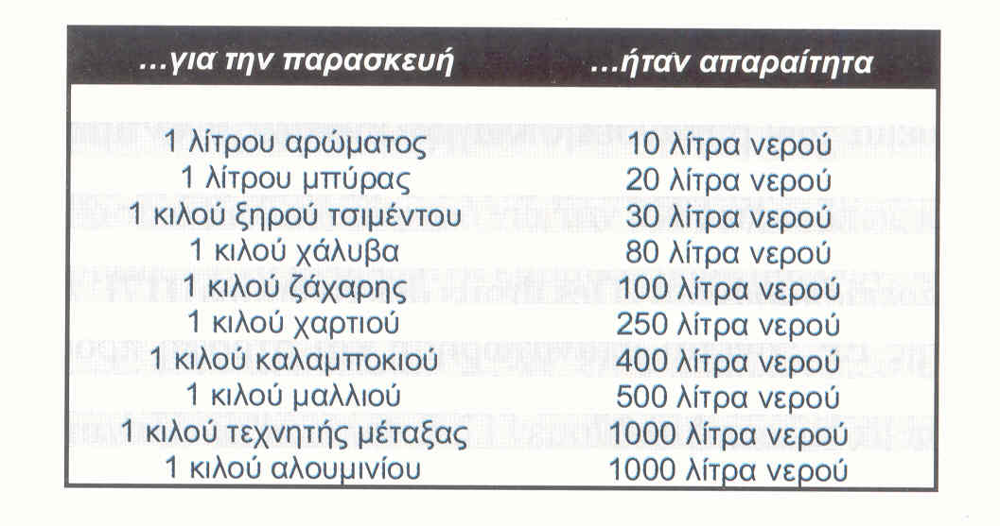 ...για την παρασκευή ...ήταν απαραίτητα
1 λίτρου αρώματος 10 λίτρα νερού
1 λίτρου μπύρας 20 λίτρα νερού
1 κιλού ξηρού τσιμέντου 30 λίτρα νερού
1 κιλού χάλυβα 80 λίτρα νερού
1 κιλού ζάχαρης 100 λίτρα νερού
1 κιλού χαρτιού 250 λίτρα νερού
1 κιλού καλαμποκιού 400 λίτρα νερού
1 κιλού μαλλιού 500 λίτρα νερού
1 κιλού τεχνητής μέταξας 1000 λίτρα νερού
1 κιλού αλουμινίου 1000 λίτρα νερού